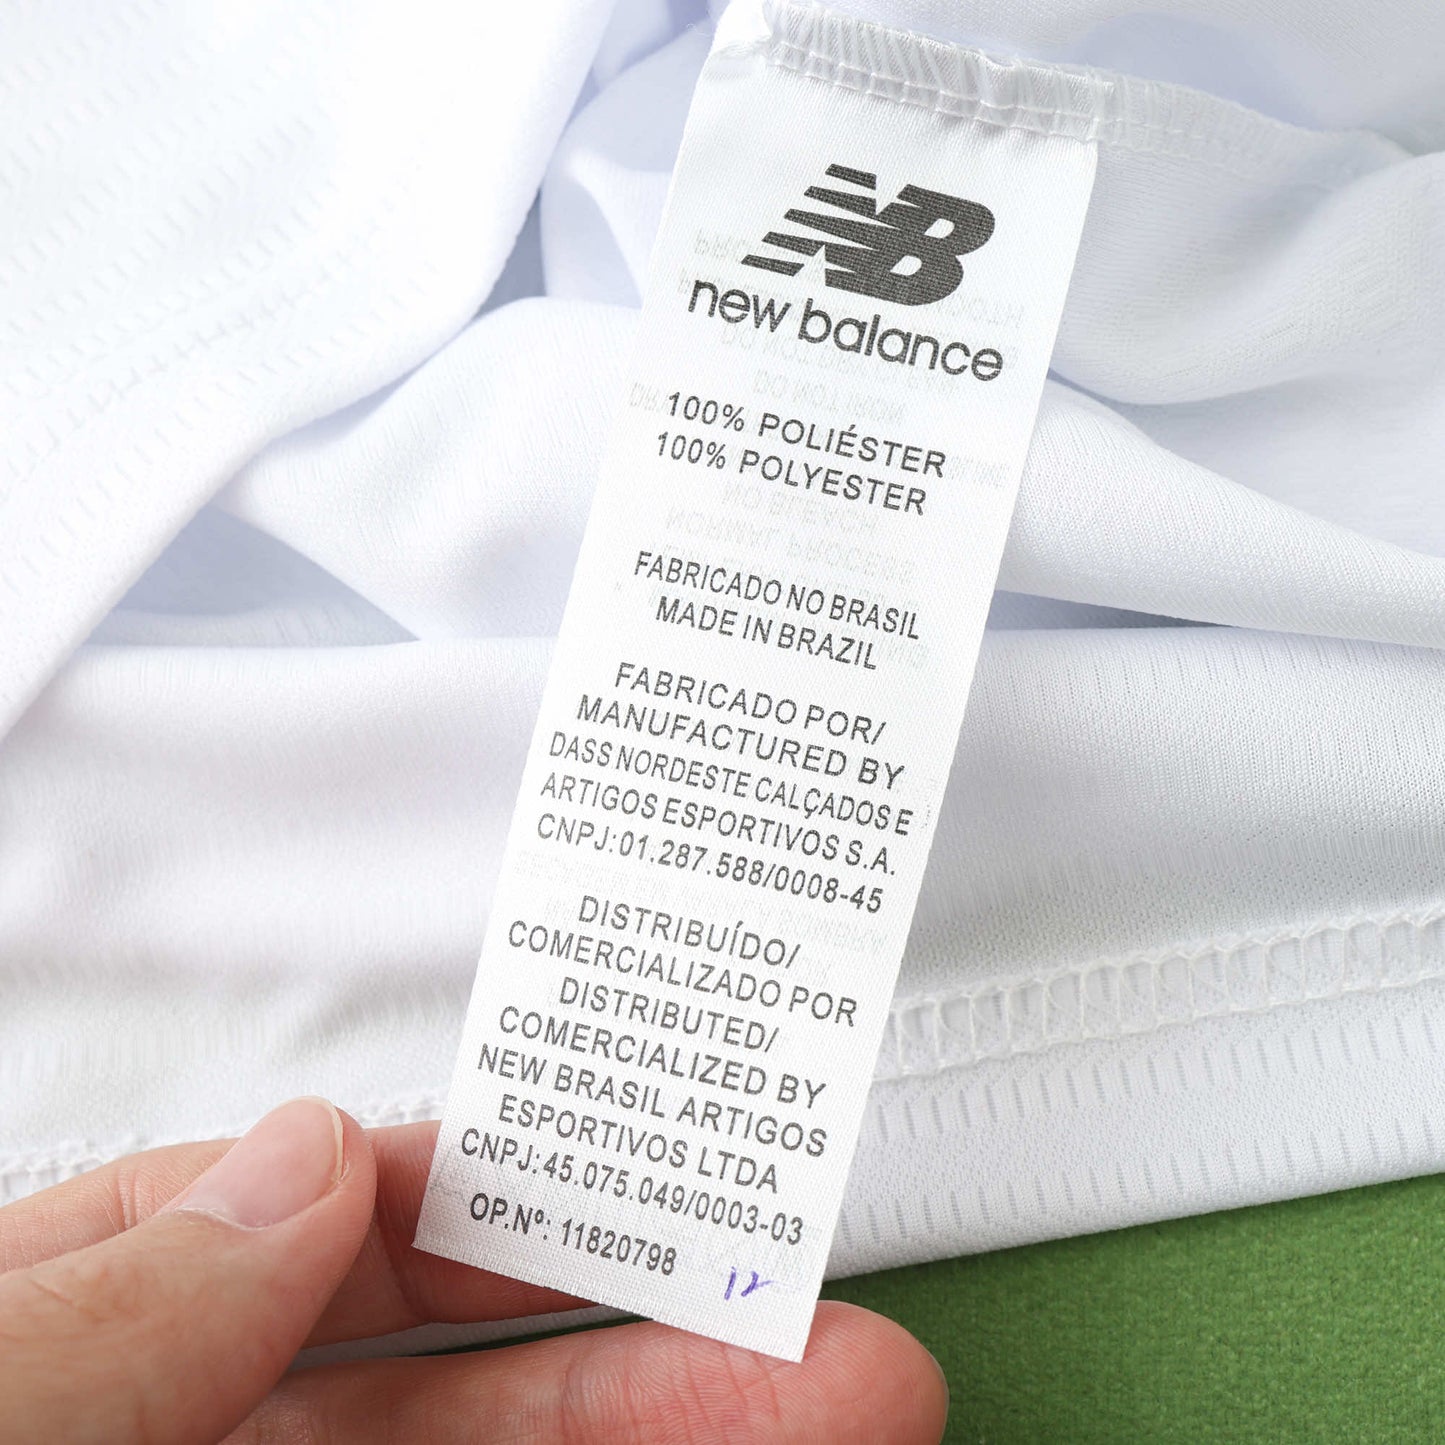 NB
new balance
100% POLIÉSTER
100% POLYESTER
FABRICADO NO BRASIL
MADE IN BRAZIL
FABRICADO POR/
MANUFACTURED BY
DASS NORDESTE CALÇADOS E
ARTIGOS ESPORTIVOS S.A.
CNPJ:01.287.588/0008-45
DISTRIBUÍDO/
COMERCIALIZADO POR
DISTRIBUTED/
COMERCIALIZED BY
NEW BRASIL ARTIGOS
ESPORTIVOS LTDA
CNPJ:45.075.049/0003-03
OP.Nº: 11820798
12